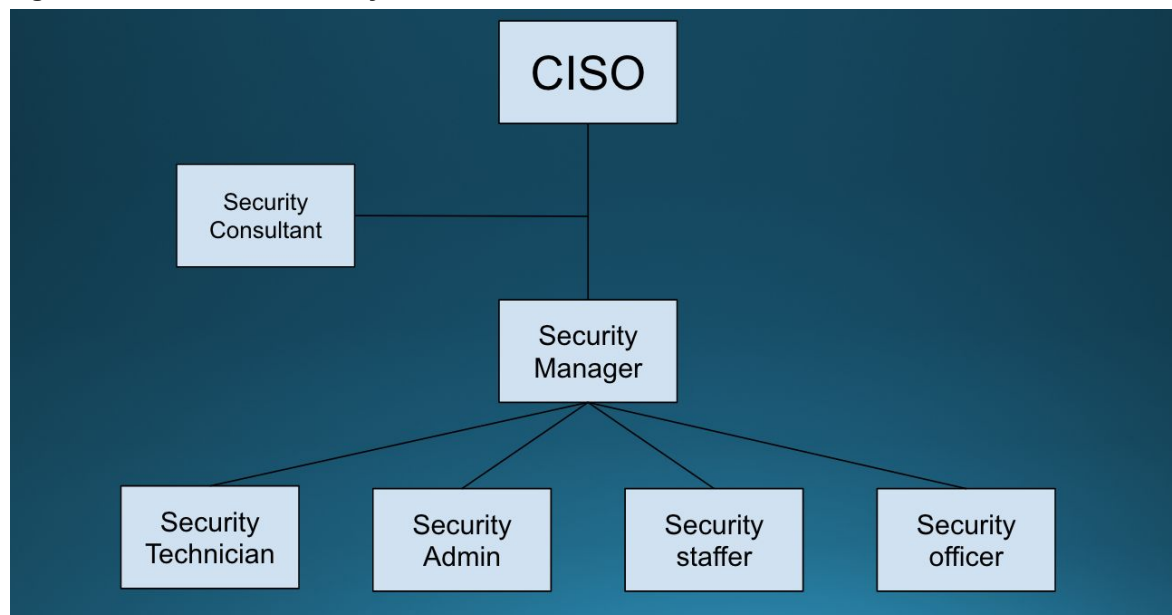 CISO
Security
Consultant
Security
Manager
Security
Technician
Security
Admin
Security
staffer
Security
officer